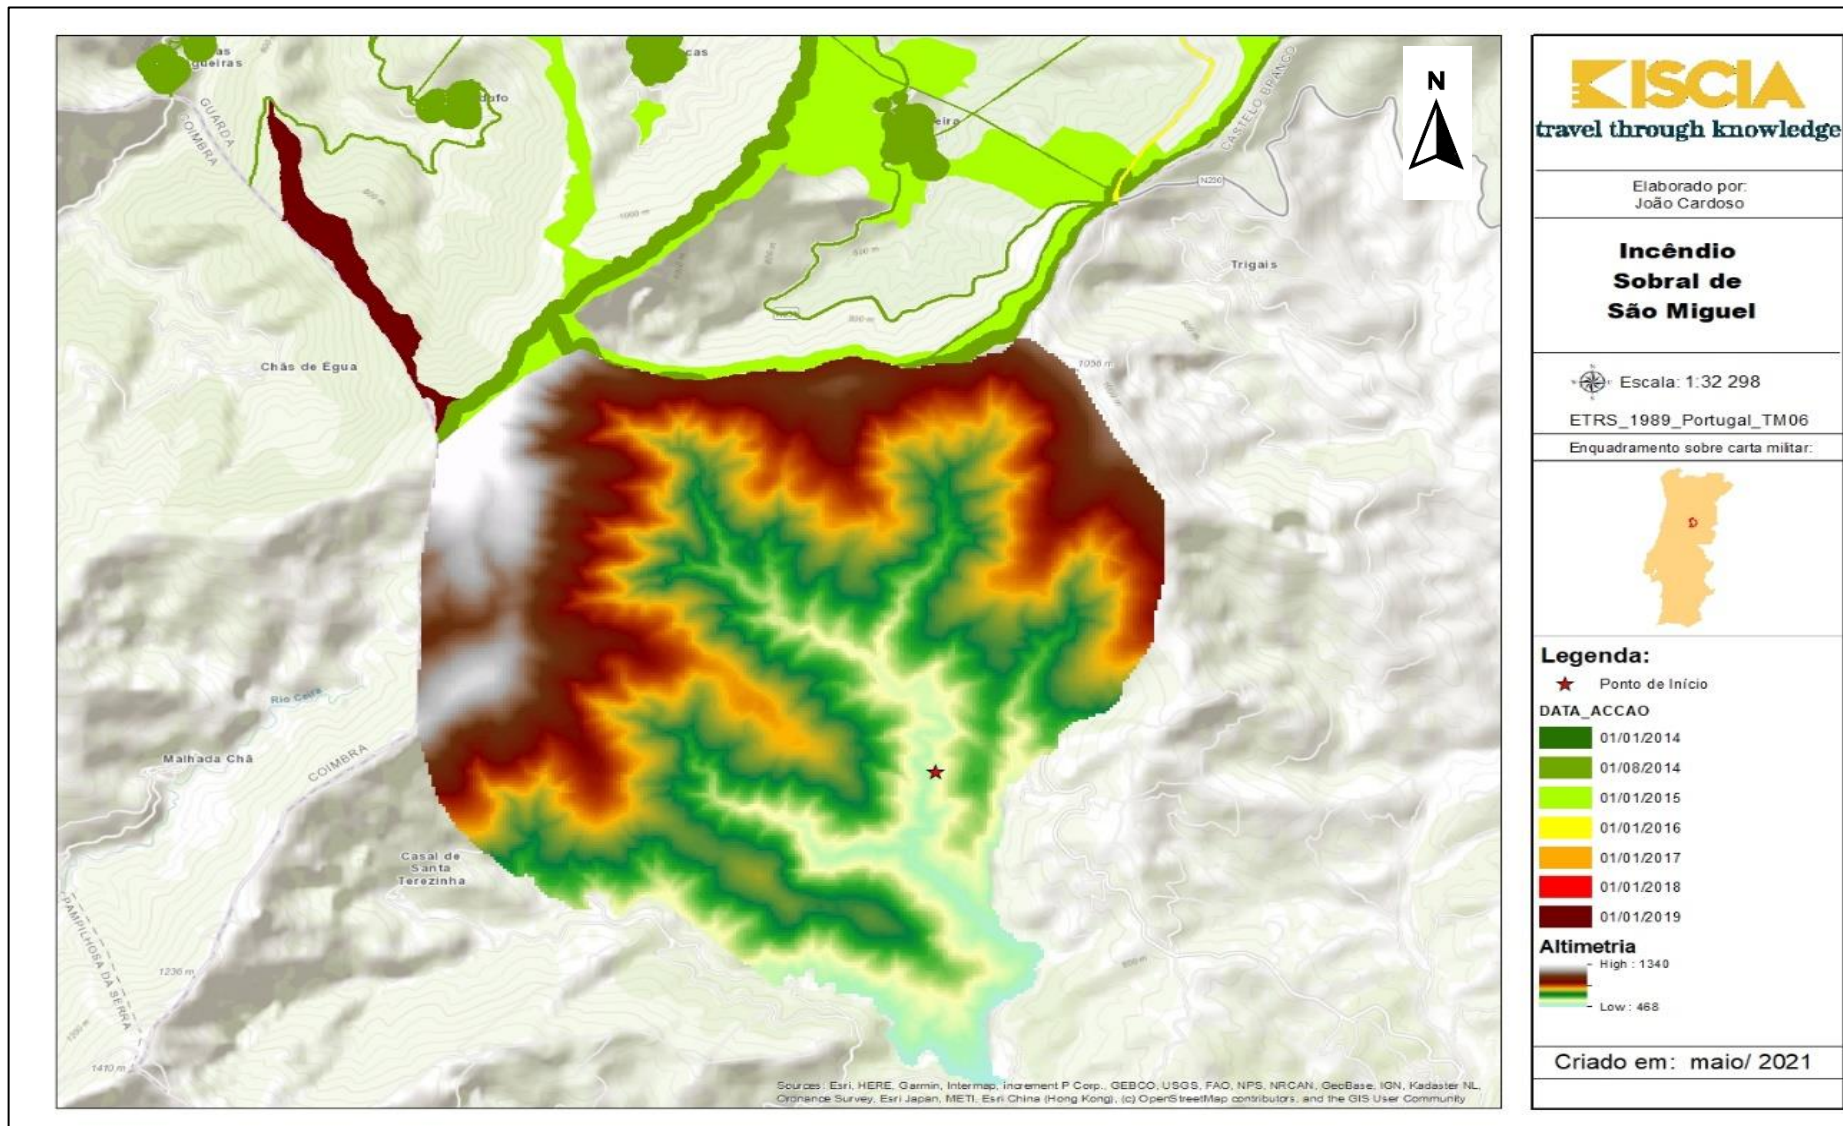 ISCIA
travel through knowledge
Elaborado por:
João Cardoso
Incêndio
Sobral de
São Miguel
Escala: 1:32 298
ETRS_1989_Portugal_TM06
Enquadramento sobre carta militar:
Legenda:
Ponto de Início
DATA_ACCAO
01/01/2014
01/08/2014
01/01/2015
01/01/2016
01/01/2017
01/01/2018
01/01/2019
Altimetria
High : 1340
Low : 468
Criado em: maio/ 2021
N
GUARDA
COIMBRA
CASTELO BRANCO
Trigais
Chãs de Égua
1056 m
800 m
1000 m
Rio Ceira
Malhada Chã
COIMBRA
Casal de
Santa
Terezinha
PAMPILHOSA DA SERRA
1236 m
1410 m
Sources: Esri, HERE, Garmin, Intermap, increment P Corp., GEBCO, USGS, FAO, NPS, NRCAN, GeoBase, IGN, Kadaster NL,
Ordnance Survey, Esri Japan, METI, Esri China (Hong Kong), (c) OpenStreetMap contributors, and the GIS User Community